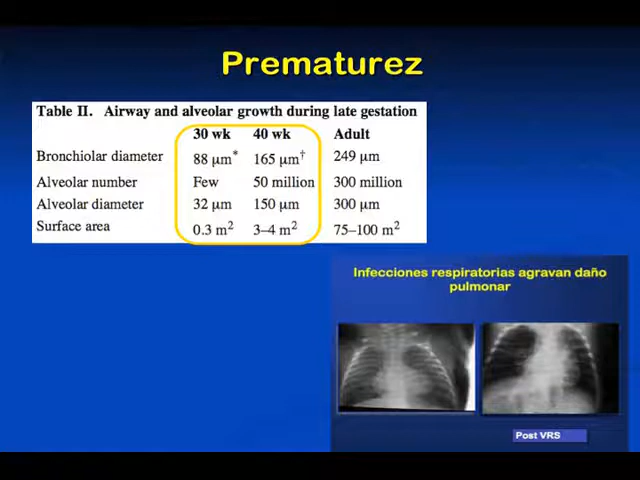 Prematurez
Table II. Airway and alveolar growth during late gestation
30 wk 40 wk Adult
Bronchiolar diameter 88 μm* 165 μm† 249 μm
Alveolar number Few 50 million 300 million
Alveolar diameter 32 μm 150 μm 300 μm
Surface area 0.3 m² 3–4 m² 75–100 m²
Infecciones respiratorias agravan daño
pulmonar
Post VRS